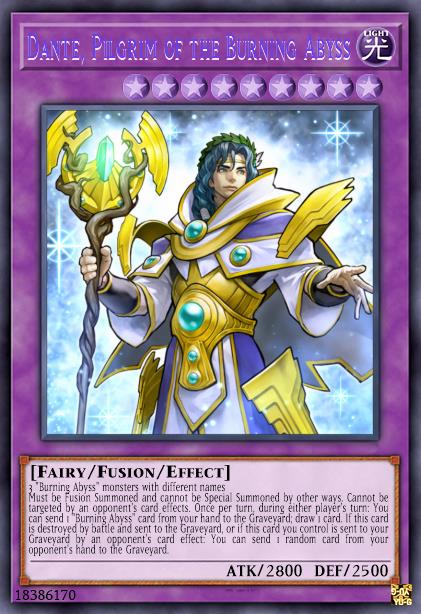 Dante, Pilgrim of the Burning Abyss
LIGHT
光
[Fairy/Fusion/Effect]
3 "Burning Abyss" monsters with different names
Must be Fusion Summoned and cannot be Special Summoned by other ways. Cannot be
targeted by an opponent's card effects. Once per turn, during either player's turn: You
can send 1 "Burning Abyss" card from your hand to the Graveyard; draw 1 card. If this card
is destroyed by battle and sent to the Graveyard, or if this card you control is sent to your
Graveyard by an opponent's card effect: You can send 1 random card from your
opponent's hand to the Graveyard.
ATK/2800 DEF/2500
18386170